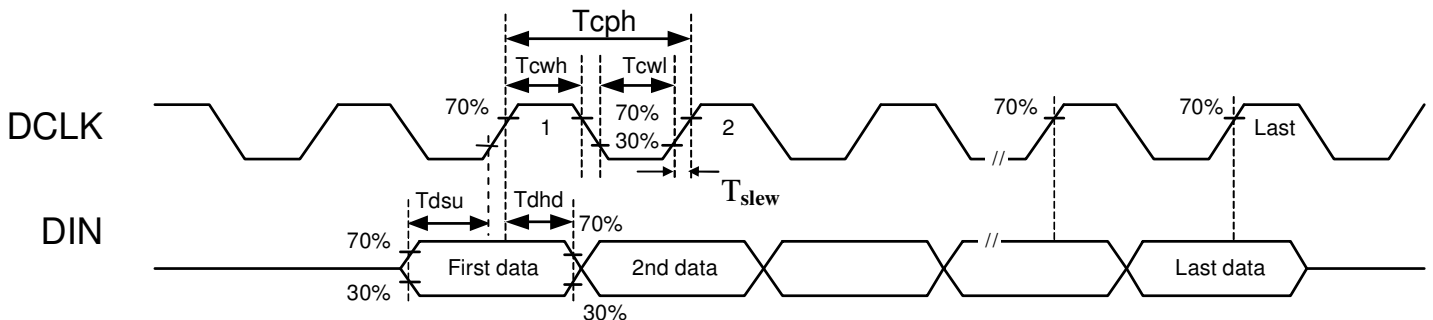 Tcph
Tcwh Tcwl
DCLK 70% 1 70% 30% 2 // 70% 70% Last
Tslew
Tdsu Tdhd
DIN 70% 30% First data 70% 30% 2nd data // Last data